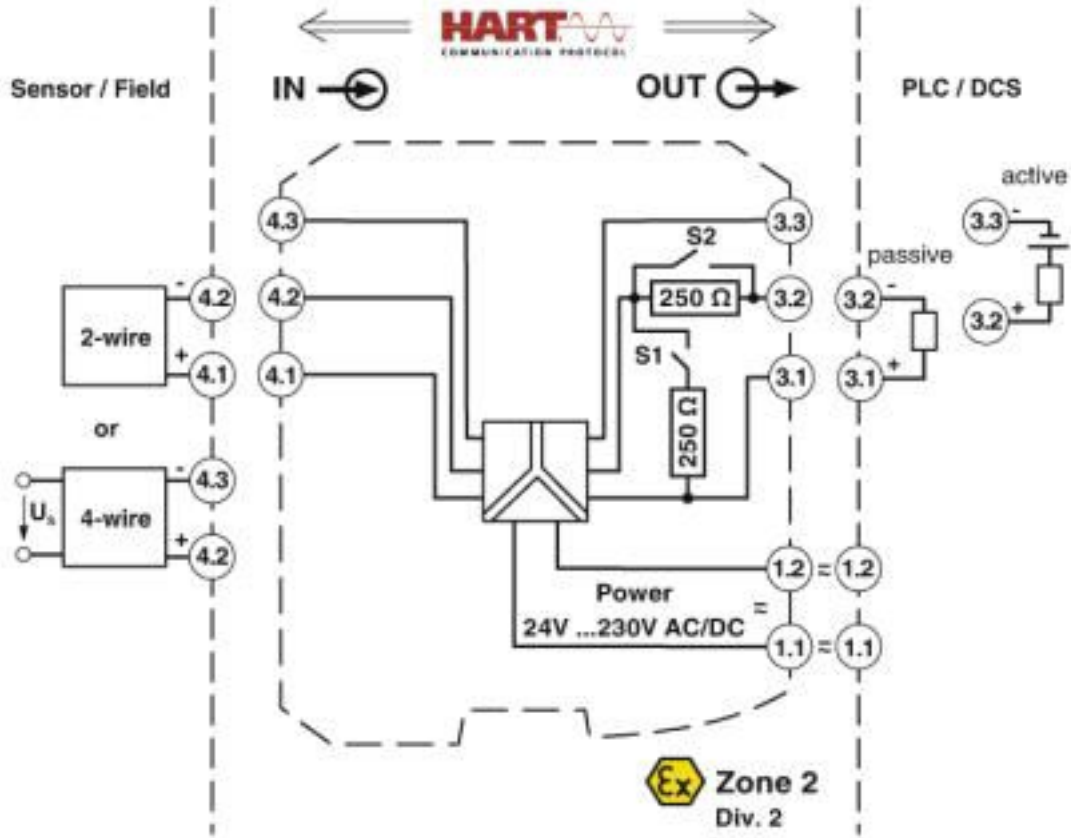 HART
COMMUNICATION PROTOCOL
Sensor / Field
IN
OUT
PLC / DCS
active
4.3
3.3
3.3 -
S2
passive
- 4.2
4.2
250 Ω
3.2
3.2 -
3.2 +
2-wire
S1
+ 4.1
4.1
3.1
3.1 +
250 Ω
or
- 4.3
Us
4-wire
+ 4.2
1.2 ≈ 1.2
Power
≈
24V ...230V AC/DC
1.1 ≈ 1.1
Ex Zone 2
Div. 2